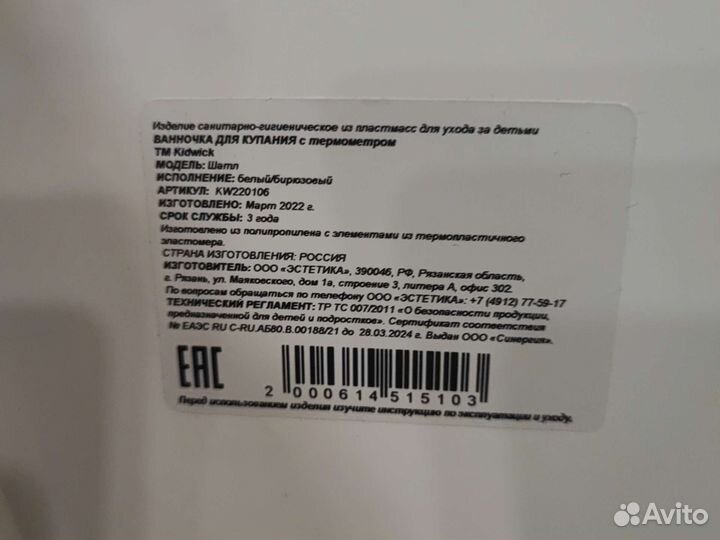 Изделие санитарно-гигиеническое из пластмасс для ухода за детьми
ВАННОЧКА ДЛЯ КУПАНИЯ с термометром
ТМ Kidwick
МОДЕЛЬ: Шатл
ИСПОЛНЕНИЕ: белый/бирюзовый
АРТИКУЛ: KW220106
ИЗГОТОВЛЕНО: Март 2022 г.
СРОК СЛУЖБЫ: 3 года
Изготовлено из полипропилена с элементами из термопластичного
эластомера.
СТРАНА ИЗГОТОВЛЕНИЯ: РОССИЯ
ИЗГОТОВИТЕЛЬ: ООО «ЭСТЕТИКА», 390046, РФ, Рязанская область,
г. Рязань, ул. Маяковского, дом 1а, строение 3, литера А, офис 302.
По вопросам обращаться по телефону ООО «ЭСТЕТИКА»: +7 (4912) 77-59-17
ТЕХНИЧЕСКИЙ РЕГЛАМЕНТ: ТР ТС 007/2011 «О безопасности продукции,
предназначенной для детей и подростков». Сертификат соответствия
№ ЕАЭС RU C-RU.АБ80.В.00188/21 до 28.03.2024 г. Выдан ООО «Синергия».
EAC
2 000614 515103
Перед использованием изделия изучите инструкцию по эксплуатации и уходу.
Avito